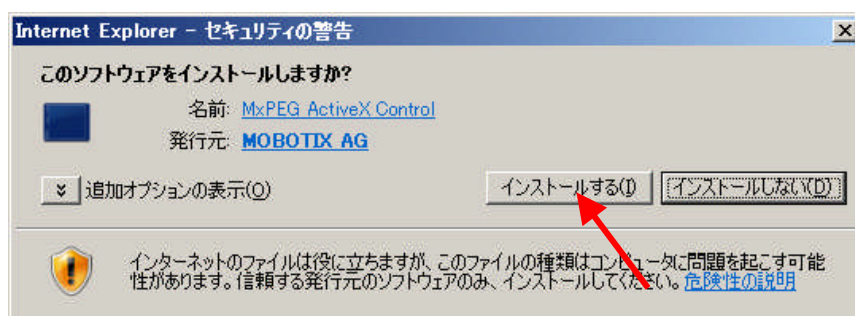 Internet Explorer - セキュリティの警告
このソフトウェアをインストールしますか?
名前: MxPEG ActiveX Control
発行元: MOBOTIX AG
追加オプションの表示(O)
インストールする(I)
インストールしない(D)
インターネットのファイルは役に立ちますが、このファイルの種類はコンピュータに問題を起こす可能
性があります。信頼する発行元のソフトウェアのみ、インストールしてください。危険性の説明